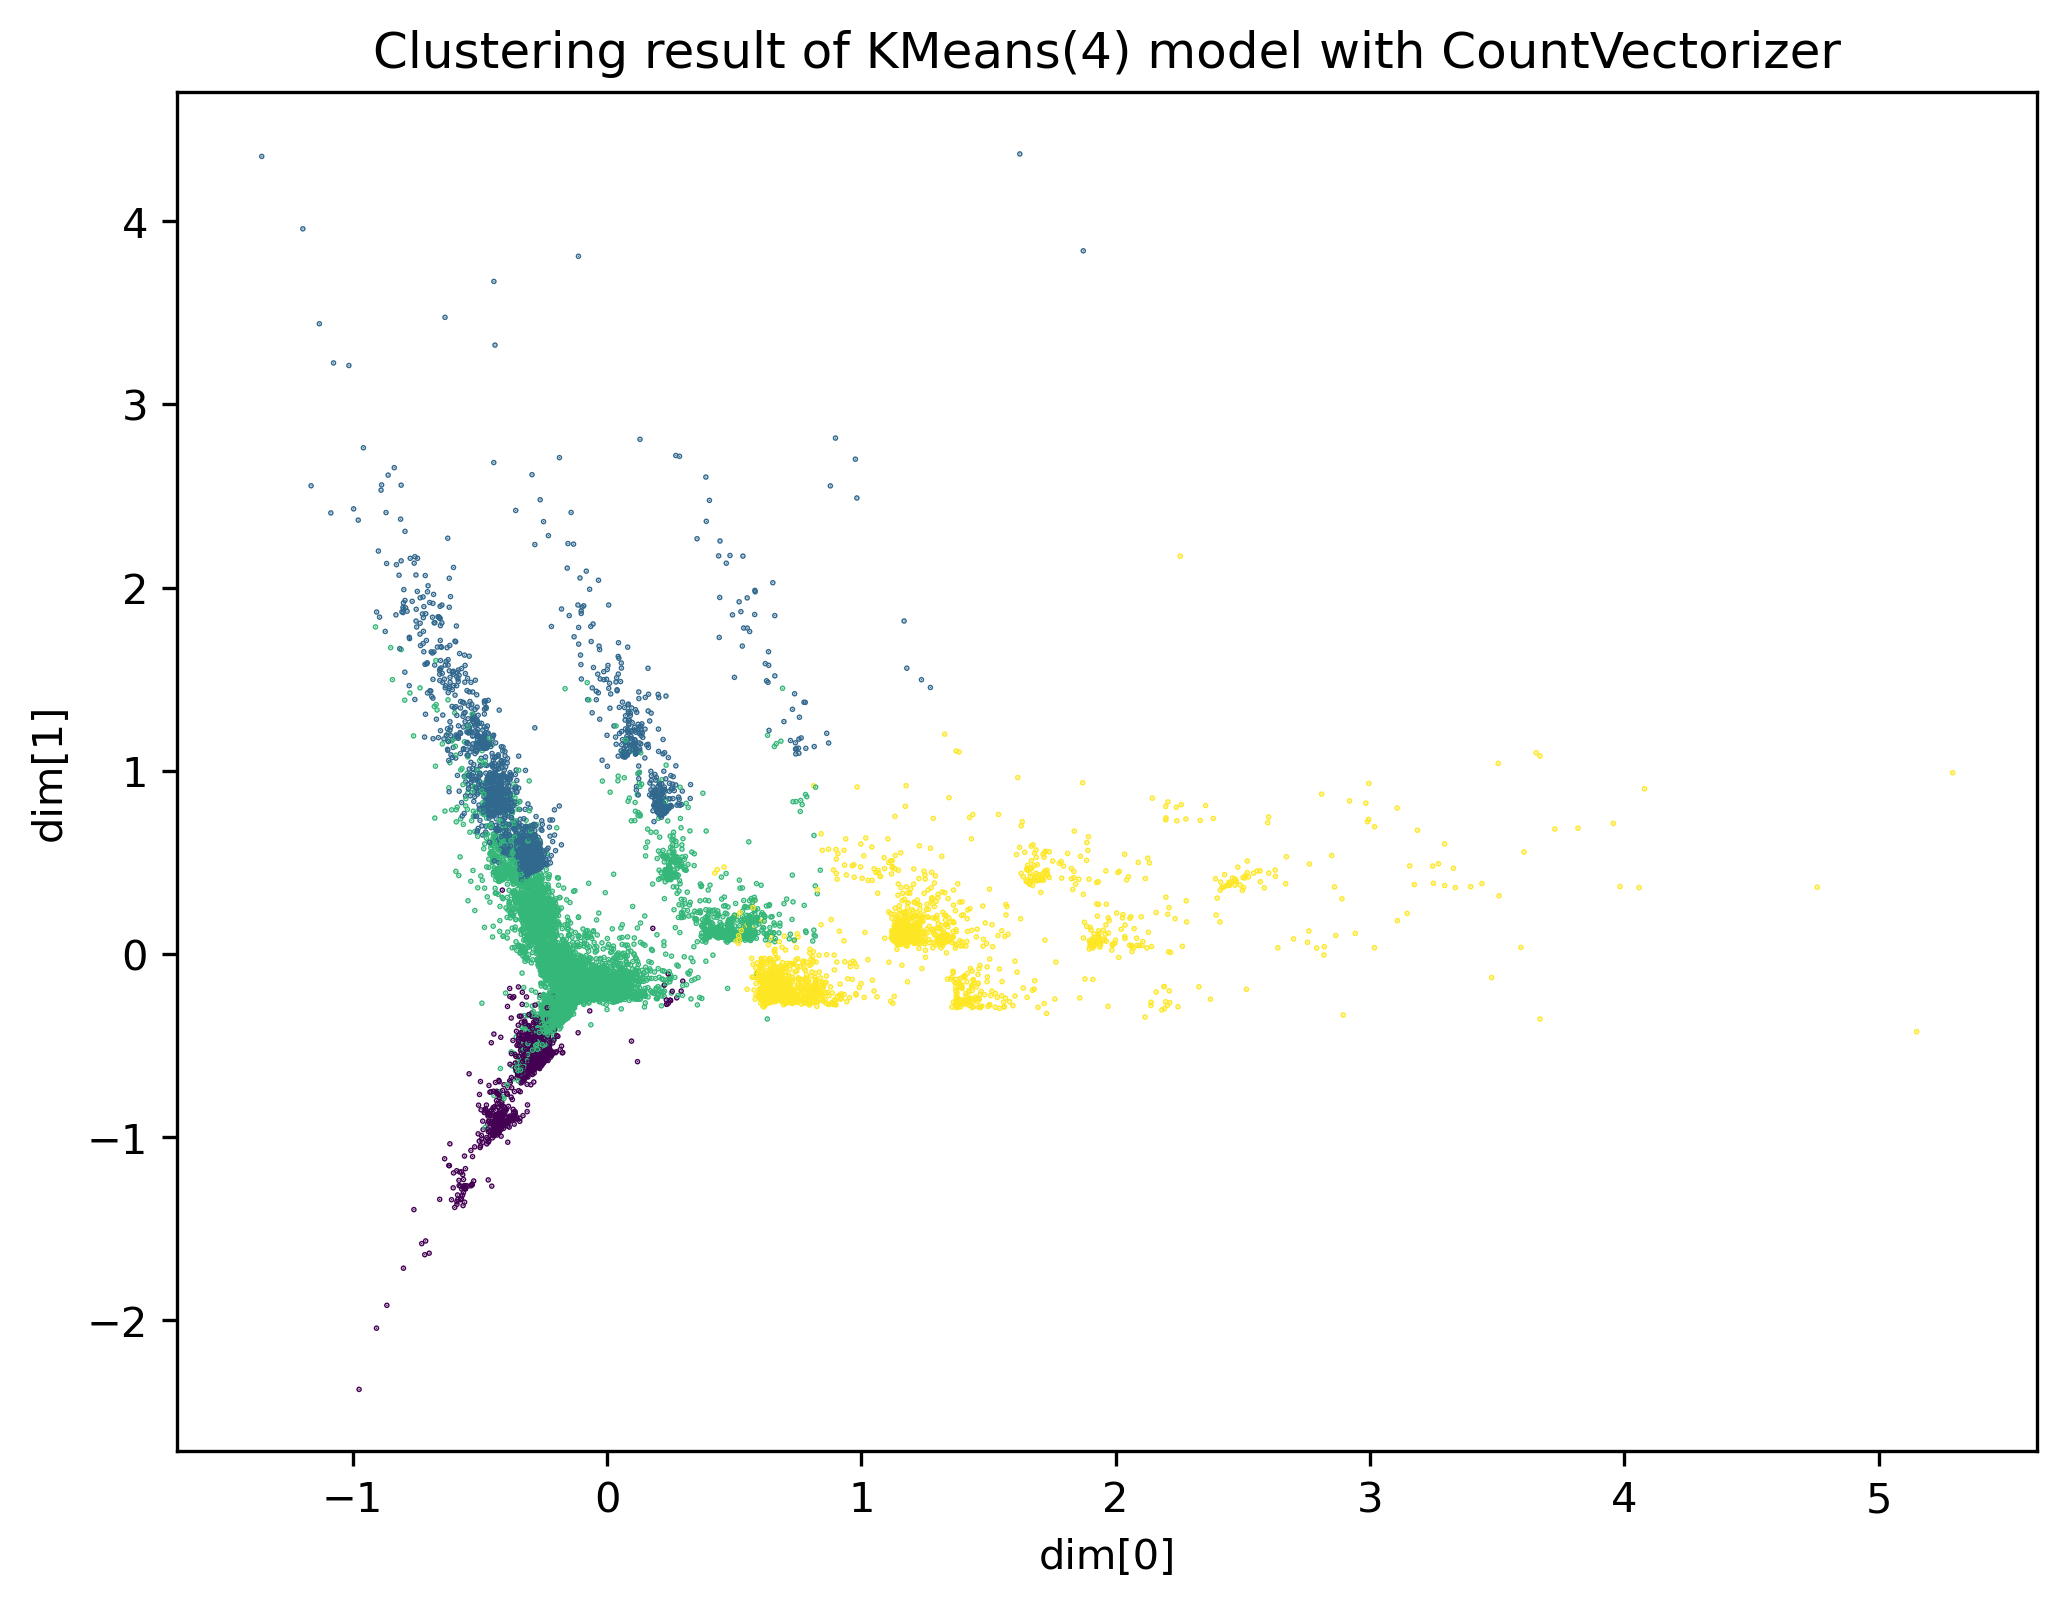 Clustering result of KMeans(4) model with CountVectorizer
4
3
2
1
0
−1
−2
dim[1]
−1 0 1 2 3 4 5
dim[0]